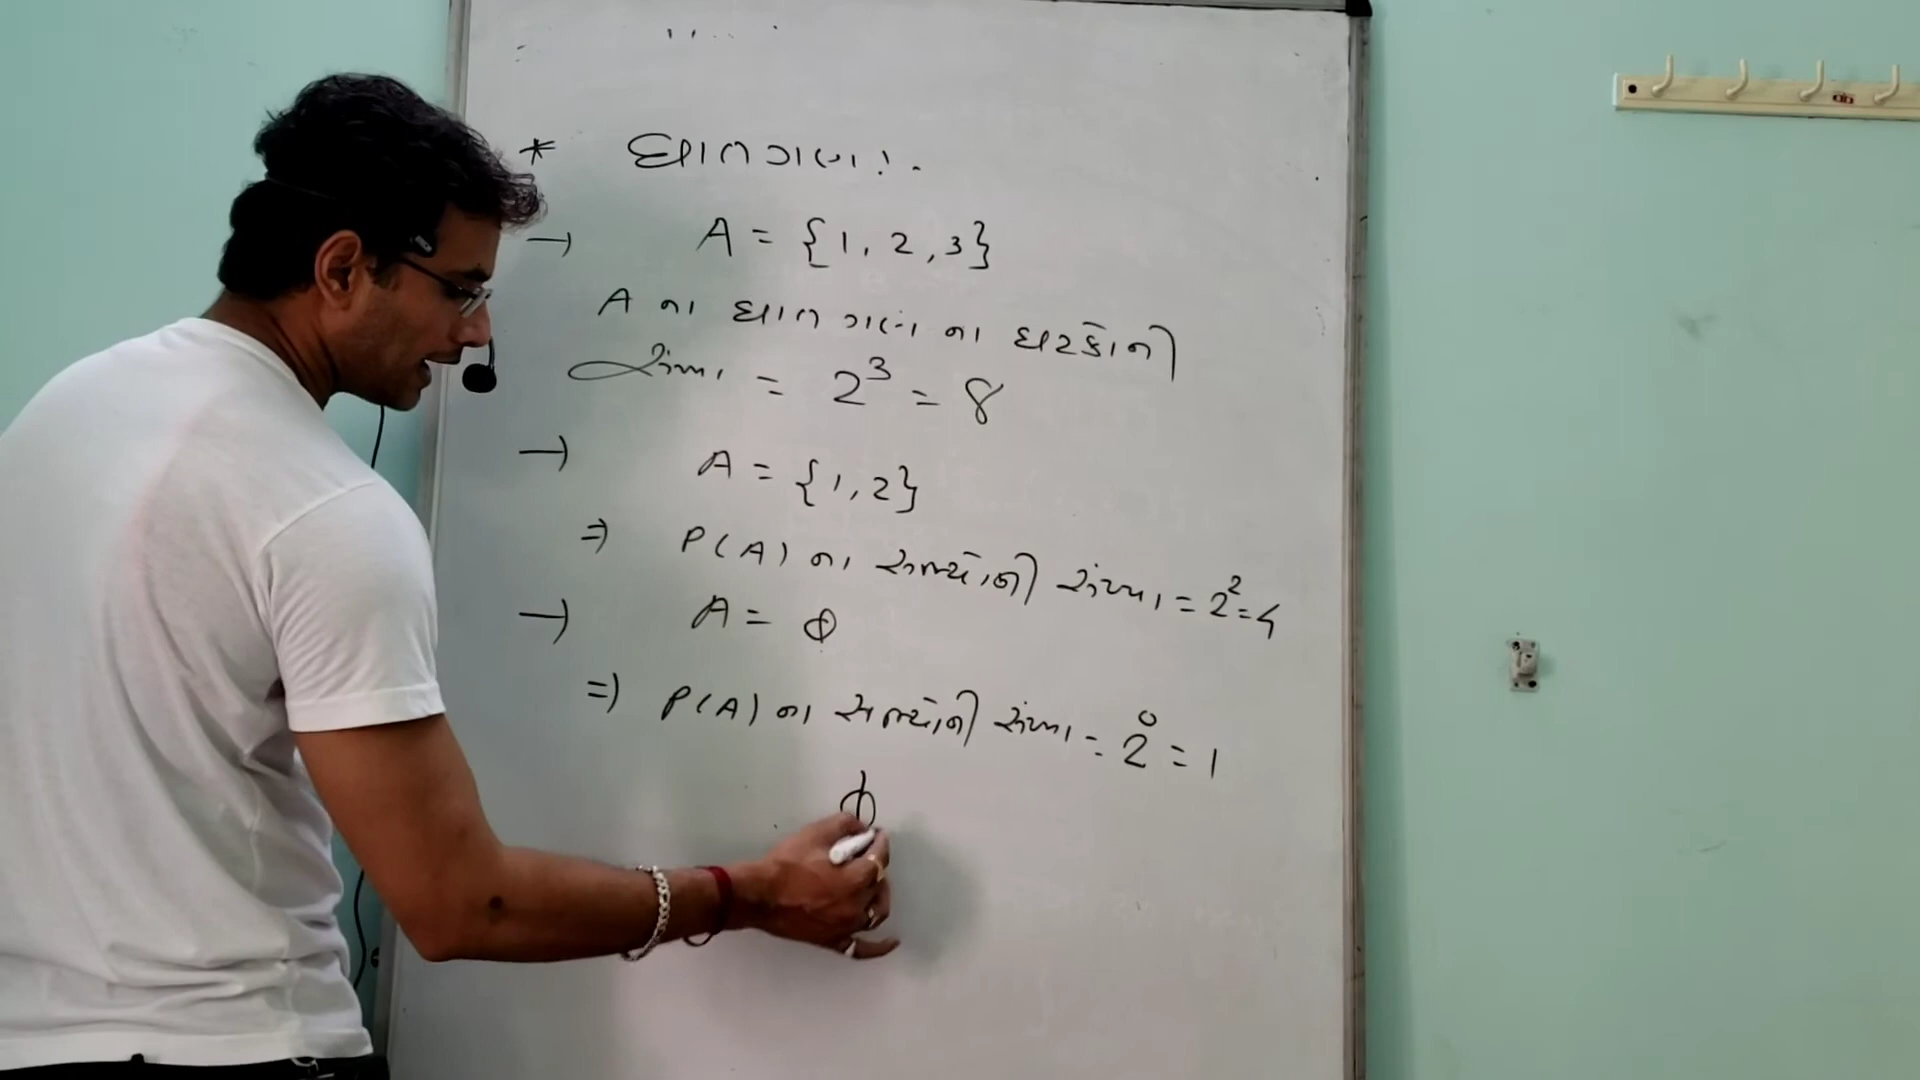 * ઘાતગણ :-
→ A = {1, 2, 3}
A ના ઘાતગણ ના ઘટકોની
સંખ્યા = 2³ = 8
→ A = {1, 2}
⇒ P(A) ના સભ્યોની સંખ્યા = 2² = 4
→ A = ϕ
⇒ P(A) ના સભ્યોની સંખ્યા = 2⁰ = 1
ϕ